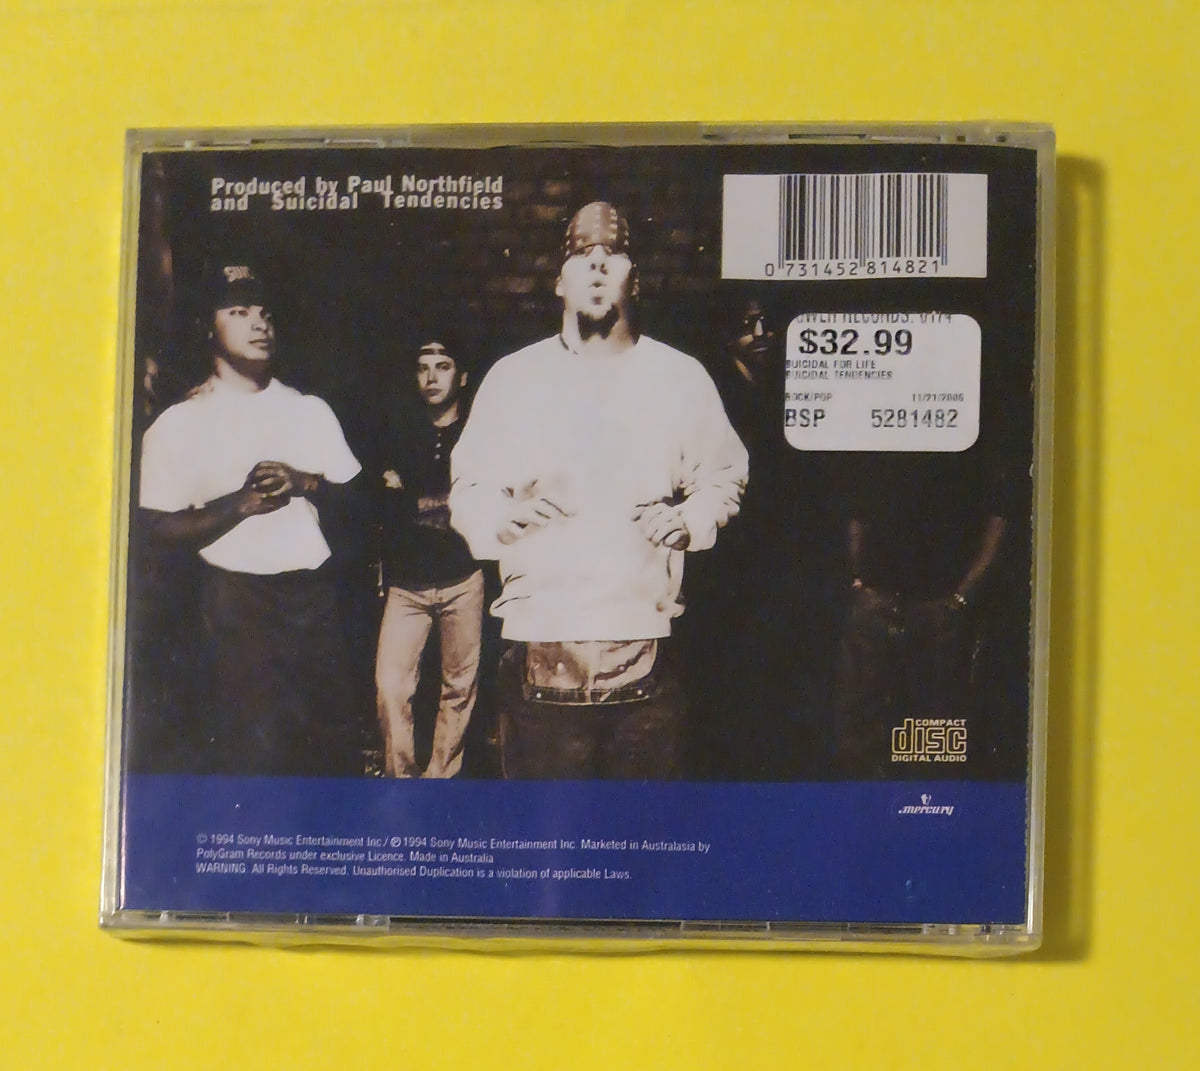 Produced by Paul Northfield
and Suicidal Tendencies
0 731452 814821
SUIC
$32.99
SUICIDAL FOR LIFE
SUICIDAL TENDENCIES
ROCK/POP 11/21/2006
BSP 5281482
COMPACT
disc
DIGITAL AUDIO
mercury
© 1994 Sony Music Entertainment Inc / ℗ 1994 Sony Music Entertainment Inc. Marketed in Australasia by
PolyGram Records under exclusive Licence. Made in Australia
WARNING: All Rights Reserved. Unauthorised Duplication is a violation of applicable Laws.